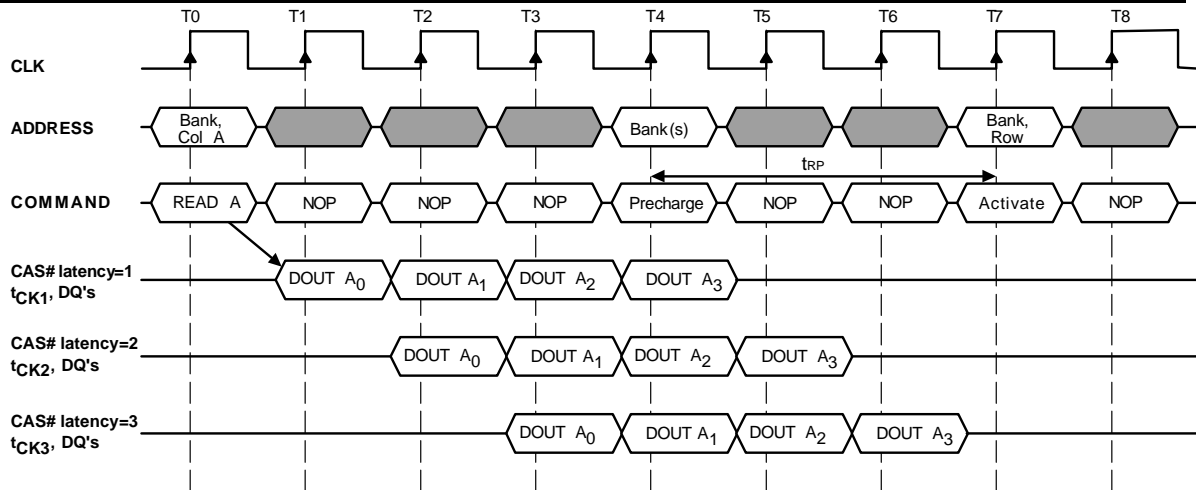 T0 T1 T2 T3 T4 T5 T6 T7 T8
CLK
ADDRESS
Bank,
Col A
Bank(s)
Bank,
Row
tRP
COMMAND
READ A NOP NOP NOP Precharge NOP NOP Activate NOP
CAS# latency=1
tCK1, DQ's
DOUT A0 DOUT A1 DOUT A2 DOUT A3
CAS# latency=2
tCK2, DQ's
DOUT A0 DOUT A1 DOUT A2 DOUT A3
CAS# latency=3
tCK3, DQ's
DOUT A0 DOUT A1 DOUT A2 DOUT A3